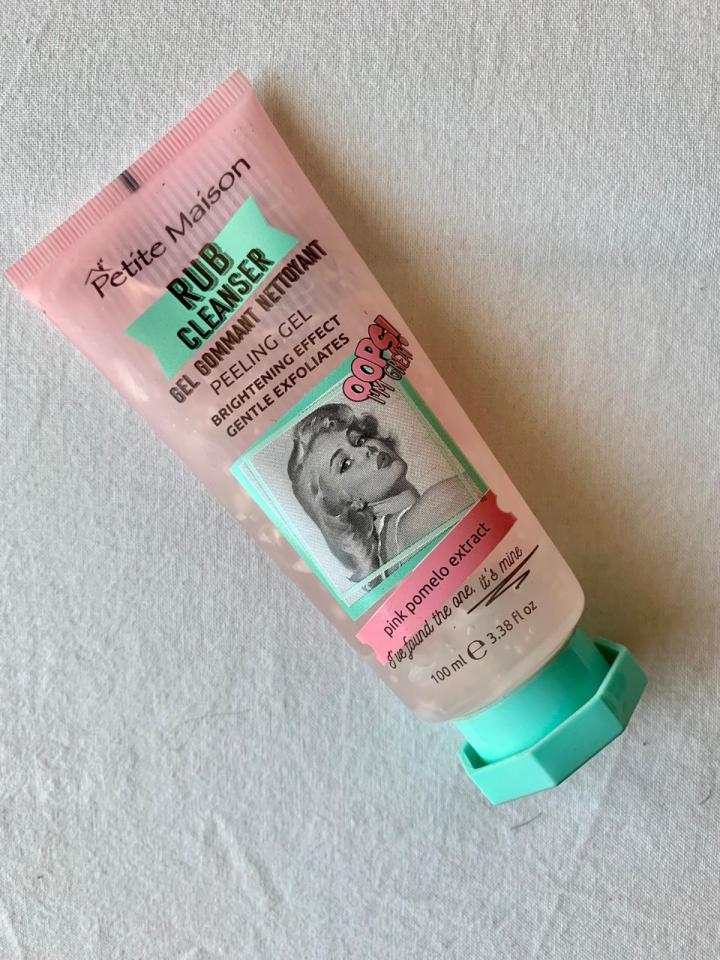 Petite Maison
RUB
CLEANSER
GEL GOMMANT NETTOYANT
PEELING GEL
BRIGHTENING EFFECT
GENTLE EXFOLIATES
OOPS!!
pink pomelo extract
I've found the one, it's mine
100 ml ℮ 3.38 fl oz